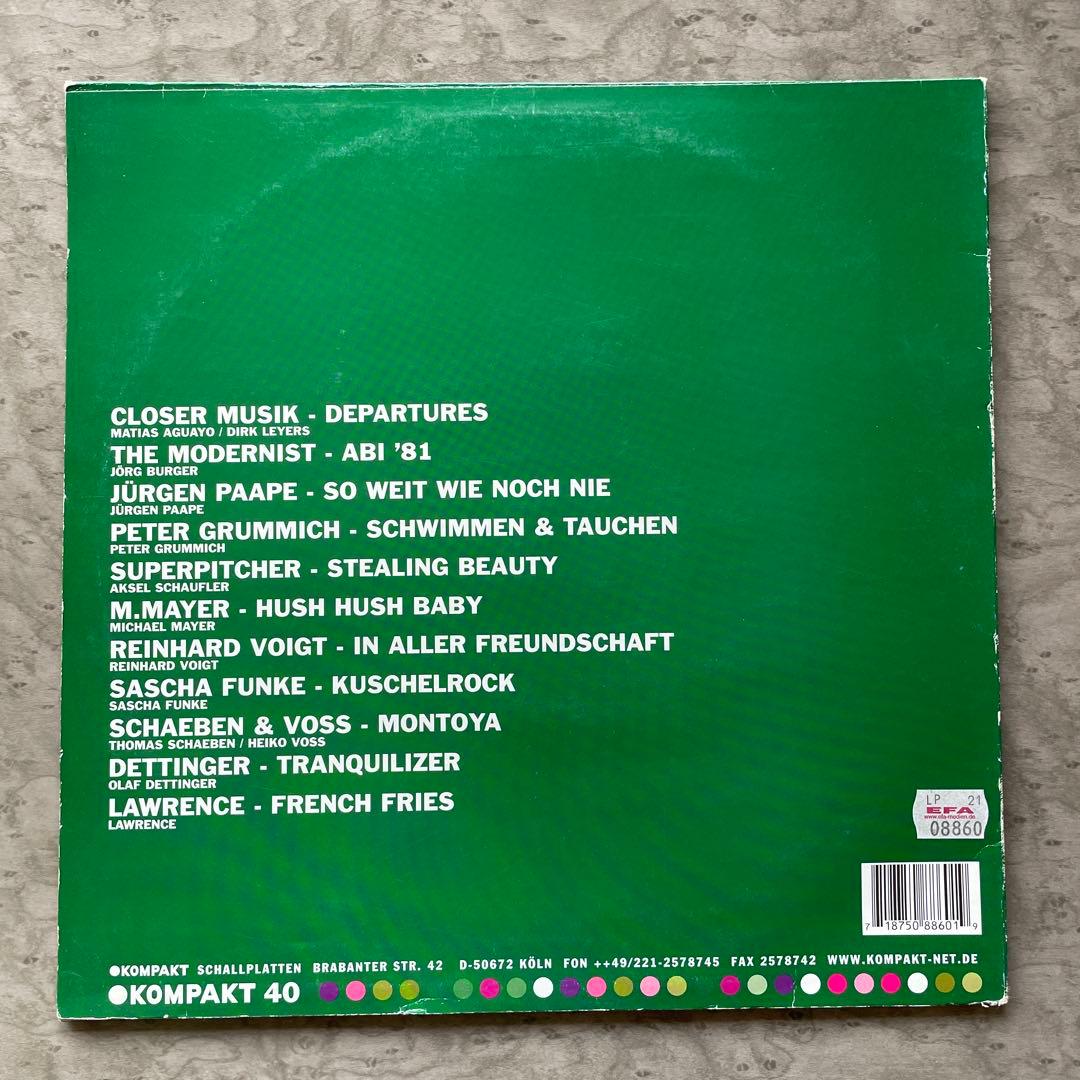 CLOSER MUSIK - DEPARTURES
MATIAS AGUAYO / DIRK LEYERS
THE MODERNIST - ABI ’81
JÖRG BURGER
JÜRGEN PAAPE - SO WEIT WIE NOCH NIE
JÜRGEN PAAPE
PETER GRUMMICH - SCHWIMMEN & TAUCHEN
PETER GRUMMICH
SUPERPITCHER - STEALING BEAUTY
AKSEL SCHAUFLER
M.MAYER - HUSH HUSH BABY
MICHAEL MAYER
REINHARD VOIGT - IN ALLER FREUNDSCHAFT
REINHARD VOIGT
SASCHA FUNKE - KUSCHELROCK
SASCHA FUNKE
SCHAEBEN & VOSS - MONTOYA
THOMAS SCHAEBEN / HEIKO VOSS
DETTINGER - TRANQUILIZER
OLAF DETTINGER
LAWRENCE - FRENCH FRIES
LAWRENCE
LP 21
EFA
www.efa-medien.de
08860
7 18750 88601 9
KOMPAKT SCHALLPLATTEN BRABANTER STR. 42 D-50672 KÖLN FON ++49/221-2578745 FAX 2578742 WWW.KOMPAKT-NET.DE
KOMPAKT 40